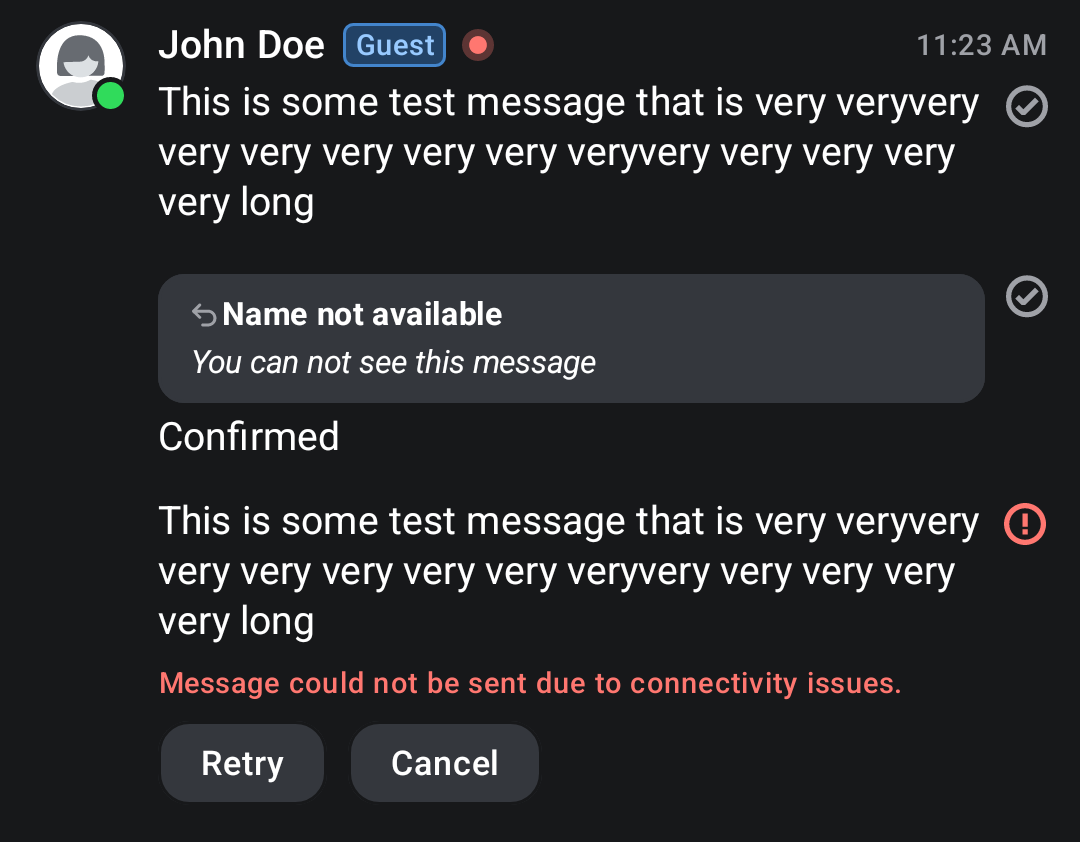 John Doe Guest 11:23 AM
This is some test message that is very veryvery
very very very very very veryvery very very very
very long
Name not available
You can not see this message
Confirmed
This is some test message that is very veryvery
very very very very very veryvery very very very
very long
Message could not be sent due to connectivity issues.
Retry Cancel